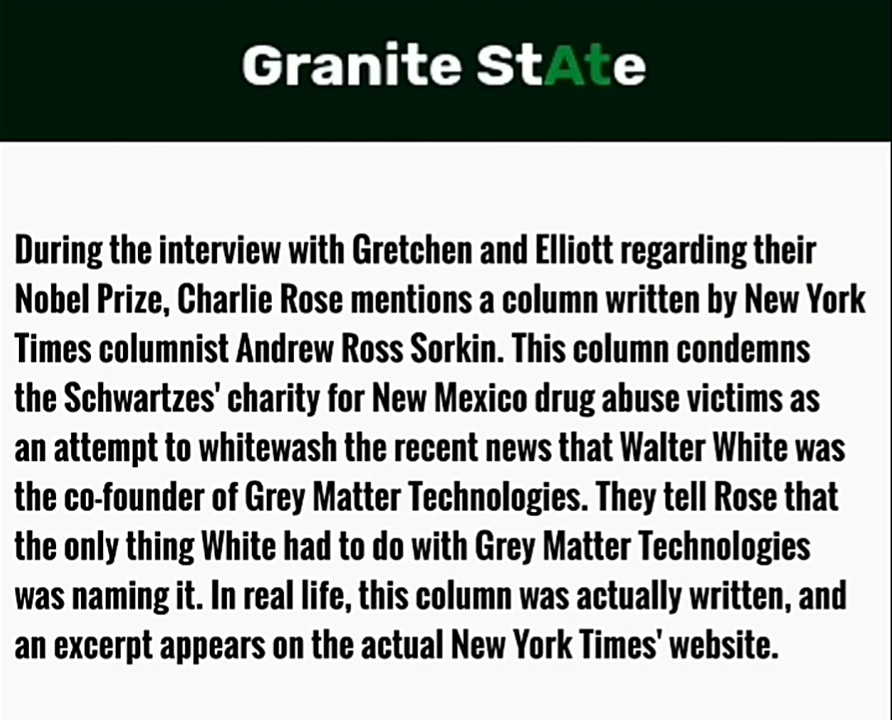 Granite StAte
During the interview with Gretchen and Elliott regarding their
Nobel Prize, Charlie Rose mentions a column written by New York
Times columnist Andrew Ross Sorkin. This column condemns
the Schwartzes' charity for New Mexico drug abuse victims as
an attempt to whitewash the recent news that Walter White was
the co-founder of Grey Matter Technologies. They tell Rose that
the only thing White had to do with Grey Matter Technologies
was naming it. In real life, this column was actually written, and
an excerpt appears on the actual New York Times' website.